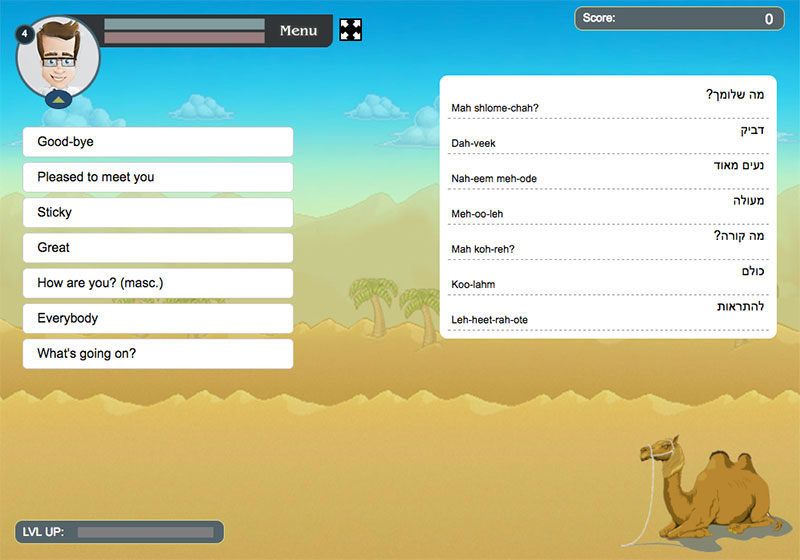 4
Menu
Score: 0
Good-bye
Pleased to meet you
Sticky
Great
How are you? (masc.)
Everybody
What's going on?
מה שלומך?
Mah shlome-chah?
דביק
Dah-veek
נעים מאוד
Nah-eem meh-ode
מעולה
Meh-oo-leh
מה קורה?
Mah koh-reh?
כולם
Koo-lahm
להתראות
Leh-heet-rah-ote
LVL UP: